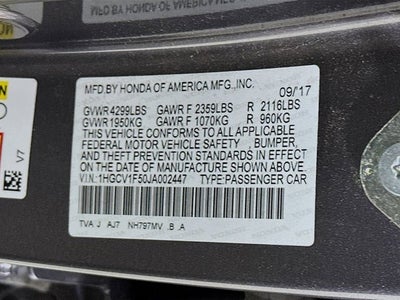 MFD.BY HONDA OF AMERICA MFG.,INC.
09/'17
GVWR 4299LBS GAWR F 2359LBS R 2116LBS
GVWR 1950KG GAWR F 1070KG R 960KG
THIS VEHICLE CONFORMS TO ALL APPLICABLE
FEDERAL MOTOR VEHICLE SAFETY , BUMPER,
AND THEFT PREVENTION STANDARDS IN EFFECT
ON THE DATE OF MANUFACTURE SHOWN ABOVE.
VIN:1HGCV1F50JA002447 TYPE:PASSENGER CAR
TVA J AJ7 NH797MV .B .A
V7